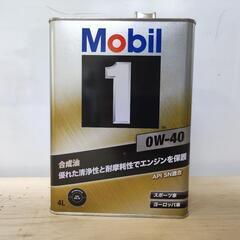 Mobil
1
0W-40
合成油
優れた清浄性と耐摩耗性でエンジンを保護
API SN適合
4L
スポーツ車
ヨーロッパ車